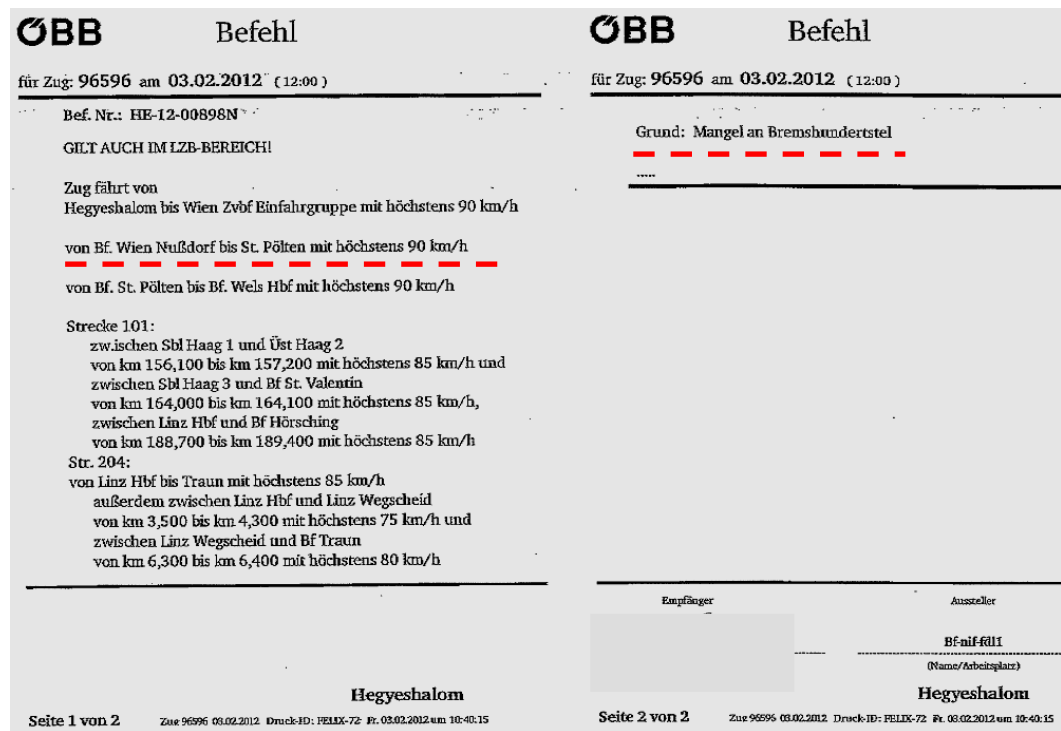 ÖBB Befehl
für Zug: 96596 am 03.02.2012 (12:00)
Bef. Nr.: HE-12-00898N
GILT AUCH IM LZB-BEREICH!
Zug fährt von
Hegyeshalom bis Wien Zvbf Einfahrgruppe mit höchstens 90 km/h
von Bf. Wien Nußdorf bis St. Pölten mit höchstens 90 km/h
von Bf. St. Pölten bis Bf. Wels Hbf mit höchstens 90 km/h
Strecke 101:
zw.ischen Sbl Haag 1 und Üst Haag 2
von km 156,100 bis km 157,200 mit höchstens 85 km/h und
zwischen Sbl Haag 3 und Bf St. Valentin
von km 164,000 bis km 164,100 mit höchstens 85 km/h,
zwischen Linz Hbf und Bf Hörsching
von km 188,700 bis km 189,400 mit höchstens 85 km/h
Str. 204:
von Linz Hbf bis Traun mit höchstens 85 km/h
außerdem zwischen Linz Hbf und Linz Wegscheid
von km 3,500 bis km 4,300 mit höchstens 75 km/h und
zwischen Linz Wegscheid und Bf Traun
von km 6,300 bis km 6,400 mit höchstens 80 km/h
Hegyeshalom
Seite 1 von 2 Zug 96596 03.02.2012 Druck-ID: FELIX-72 Fr. 03.02.2012 um 10:40:15
ÖBB Befehl
für Zug: 96596 am 03.02.2012 (12:00)
Grund: Mangel an Bremshundertstel
.....
Empfänger Aussteller
Bf-nif-fdl1
(Name/Arbeitsplatz)
Hegyeshalom
Seite 2 von 2 Zug 96596 03.02.2012 Druck-ID: FELIX-72 Fr. 03.02.2012 um 10:40:15